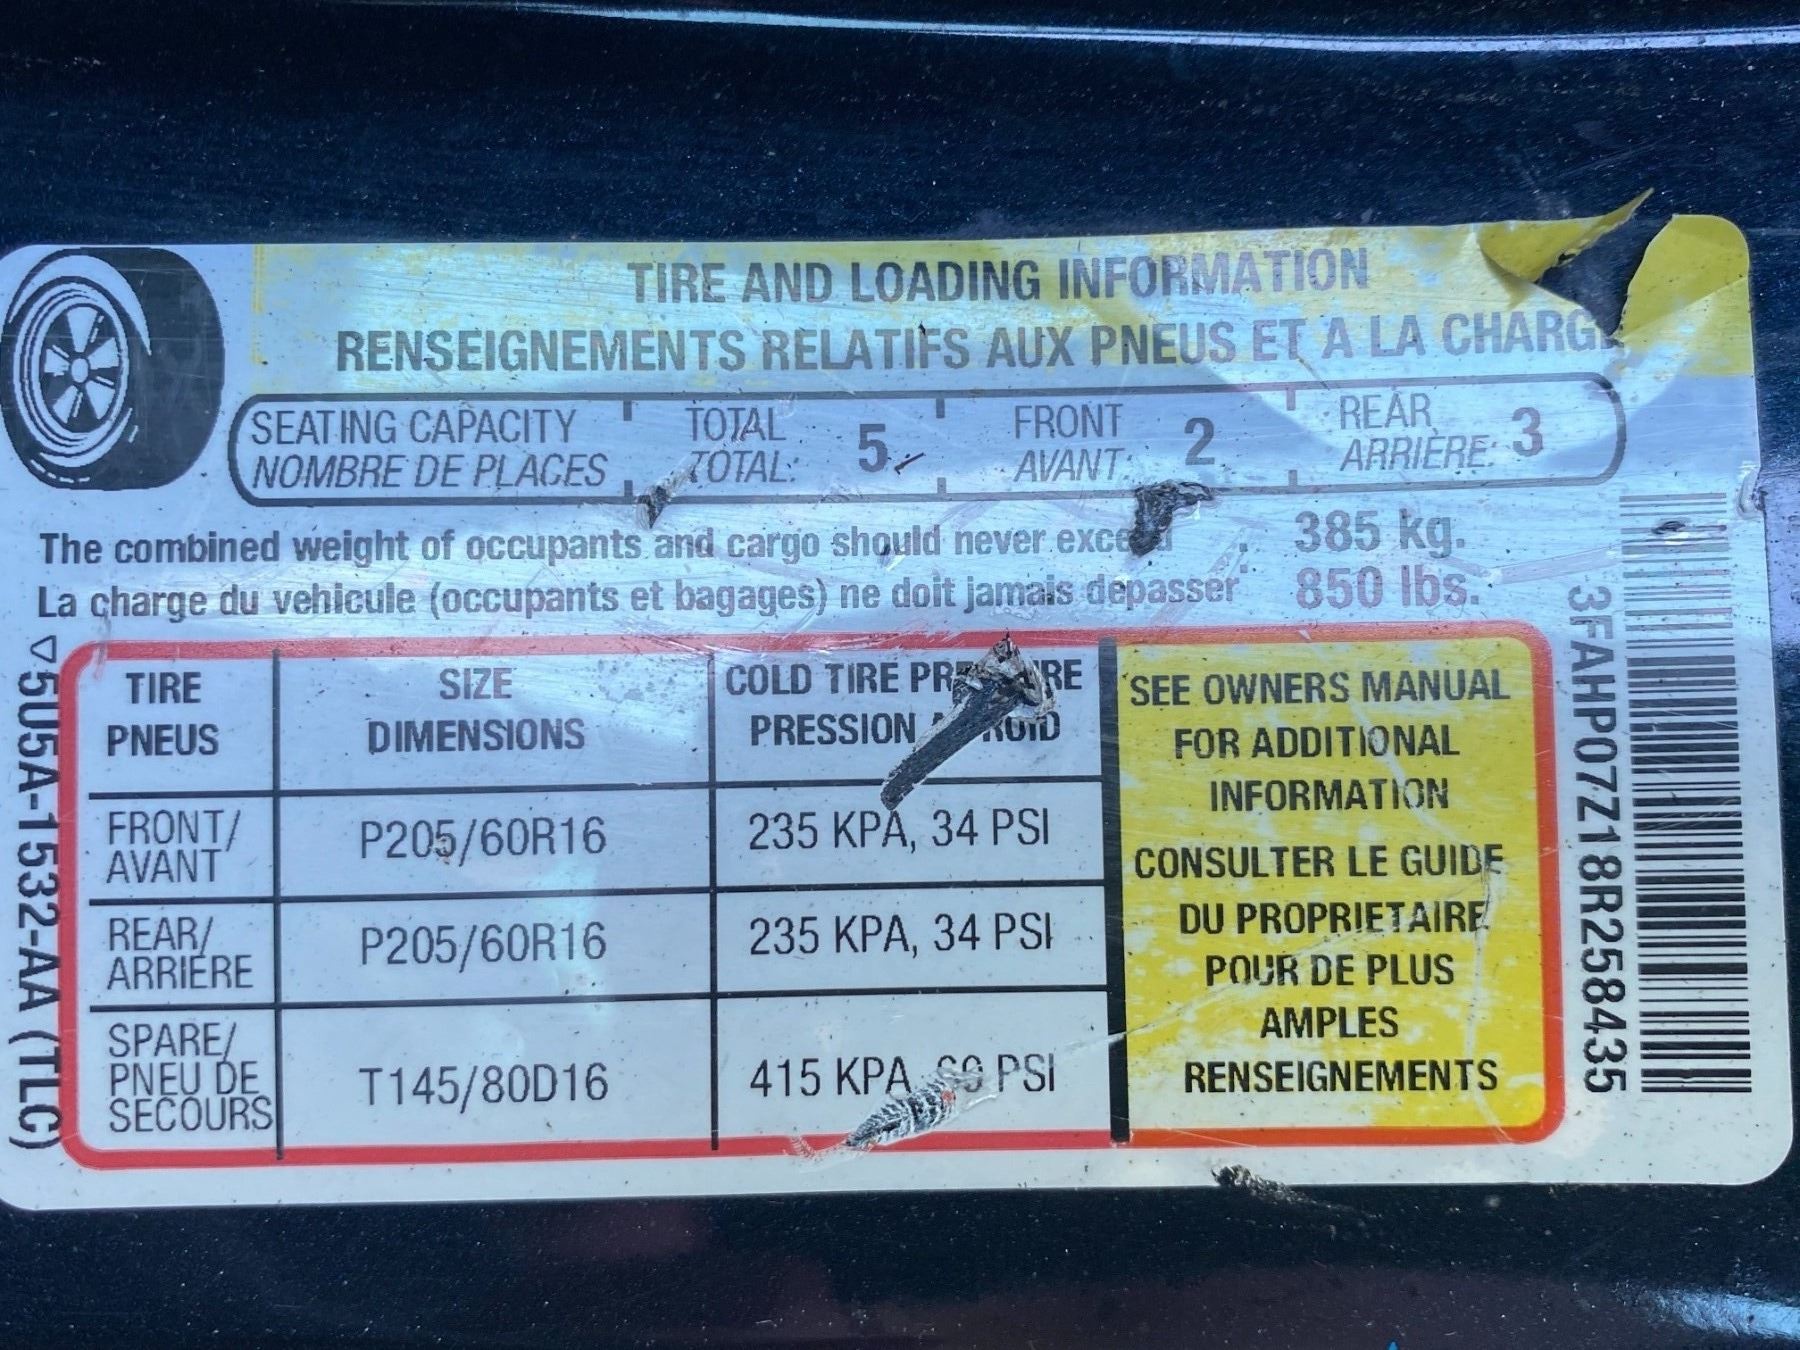 TIRE AND LOADING INFORMATION
RENSEIGNEMENTS RELATIFS AUX PNEUS ET A LA
SEATING CAPACITY TOTAL 5 FRONT 2 REAR 3
NOMBRE DE PLACES TOTAL: AVANT: ARRIÈRE:
The combined weight of occupants and cargo should never 385 kg.
La charge du vehicule (occupants et bagages) ne doit jamais depasser 850 lbs.
TIRE SIZE COLD TIRE
PNEUS DIMENSIONS PRESSION
FRONT/ P205/60R16 235 KPA, 34 PSI
AVANT
REAR/ P205/60R16 235 KPA, 34 PSI
ARRIERE
SPARE/
PNEU DE T145/80D16 415 KPA 60 PSI
SECOURS
SEE OWNERS MANUAL
FOR ADDITIONAL
INFORMATION
CONSULTER LE GUIDE
DU PROPRIETAIRE
POUR DE PLUS
AMPLES
RENSEIGNEMENTS
5U5A-1532-AA (TLC)
3FAHP07Z18R258435